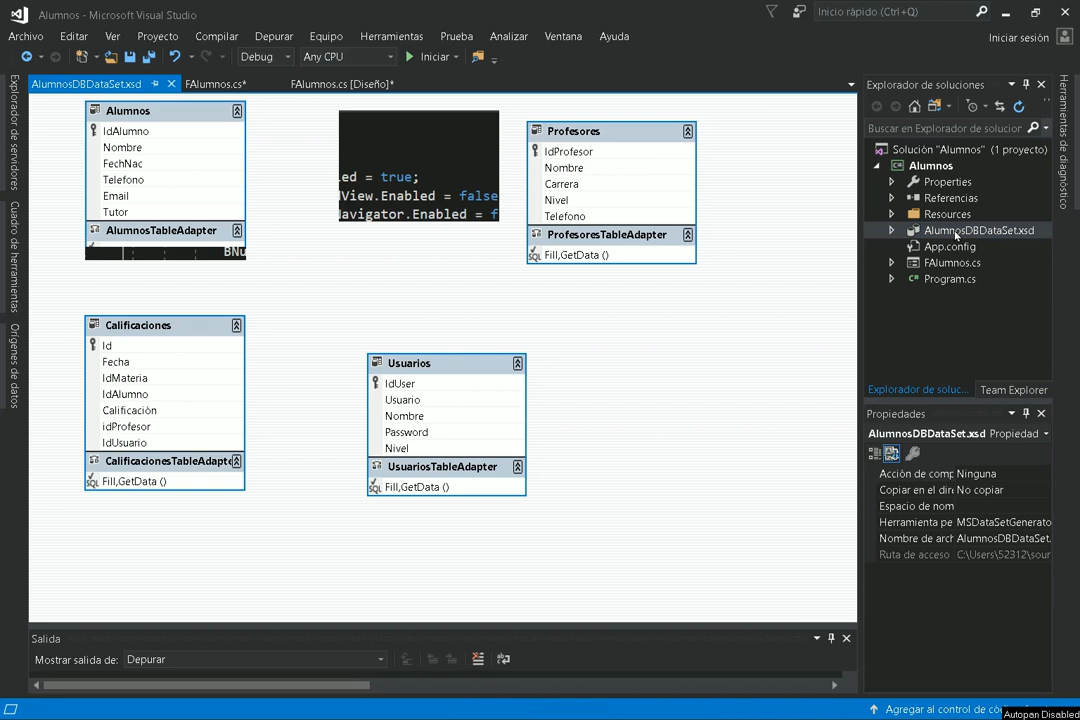 Alumnos - Microsoft Visual Studio
Inicio rápido (Ctrl+Q)
Archivo Editar Ver Proyecto Compilar Depurar Equipo Herramientas Prueba Analizar Ventana Ayuda
Iniciar sesión
Debug Any CPU Iniciar
AlumnosDBDataSet.xsd FAlumnos.cs* FAlumnos.cs [Diseño]*
Explorador de servidores
Cuadro de herramientas
Orígenes de datos
Alumnos
IdAlumno
Nombre
FechNac
Telefono
Email
Tutor
AlumnosTableAdapter
BNu
led = true;
View.Enabled = false
Navigator.Enabled = f
Profesores
IdProfesor
Nombre
Carrera
Nivel
Telefono
ProfesoresTableAdapter
SQL Fill,GetData ()
Calificaciones
Id
Fecha
IdMateria
IdAlumno
Calificación
idProfesor
IdUsuario
CalificacionesTableAdapte
SQL Fill,GetData ()
Usuarios
IdUser
Usuario
Nombre
Password
Nivel
UsuariosTableAdapter
SQL Fill,GetData ()
Explorador de soluciones
Buscar en Explorador de solucior
Solución "Alumnos" (1 proyecto)
Alumnos
Properties
Referencias
Resources
AlumnosDBDataSet.xsd
App.config
FAlumnos.cs
Program.cs
Explorador de soluc... Team Explorer
Herramientas de diagnóstico
Propiedades
AlumnosDBDataSet.xsd Propiedad
Acción de comp Ninguna
Copiar en el dire No copiar
Espacio de nom
Herramienta pe MSDataSetGenerato
Nombre de arch AlumnosDBDataSet.
Ruta de acceso C:\Users\52312\sour
Salida
Mostrar salida de: Depurar
Agregar al control de có
Autopan Disabled